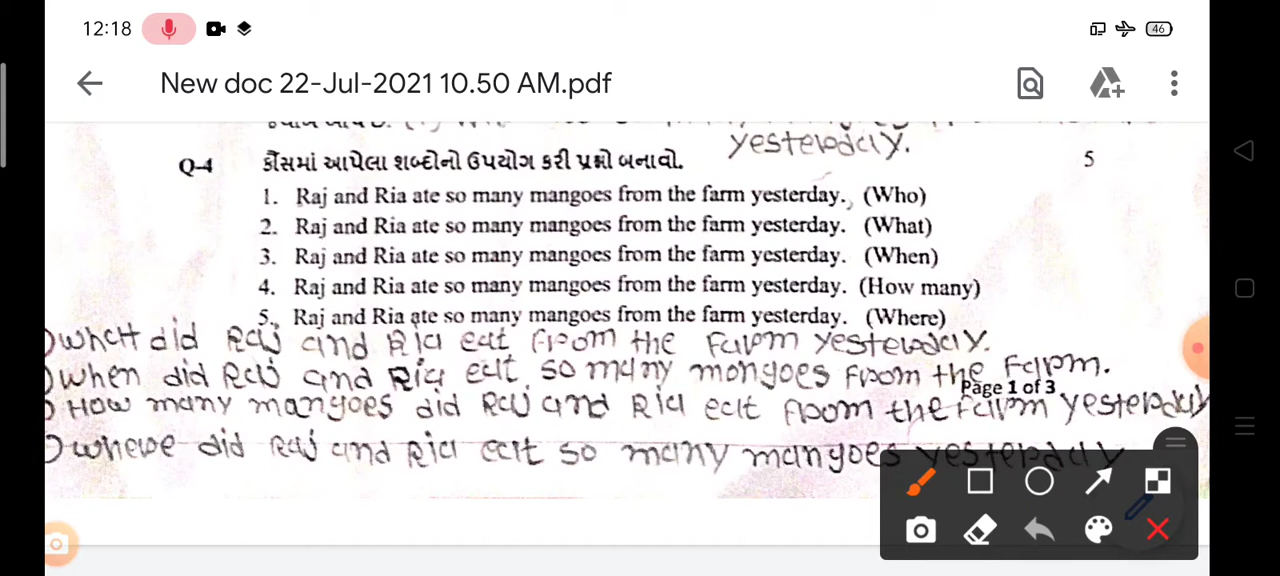 12:18
46
New doc 22-Jul-2021 10.50 AM.pdf
yesterday.
Q-4 કૌંસમાં આપેલા શબ્દોનો ઉપયોગ કરી પ્રશ્નો બનાવો. 5
1. Raj and Ria ate so many mangoes from the farm yesterday. (Who)
2. Raj and Ria ate so many mangoes from the farm yesterday. (What)
3. Raj and Ria ate so many mangoes from the farm yesterday. (When)
4. Raj and Ria ate so many mangoes from the farm yesterday. (How many)
5. Raj and Ria ate so many mangoes from the farm yesterday. (Where)
) what did Raj and Ria eat from the farm yesterday.
) when did Raj and Ria eat so many mongoes from the farm.
Page 1 of 3
) How many mangoes did Raj and Ria eat from the farm yesterday
) where did Raj and Ria eat so many mangoes yesterday